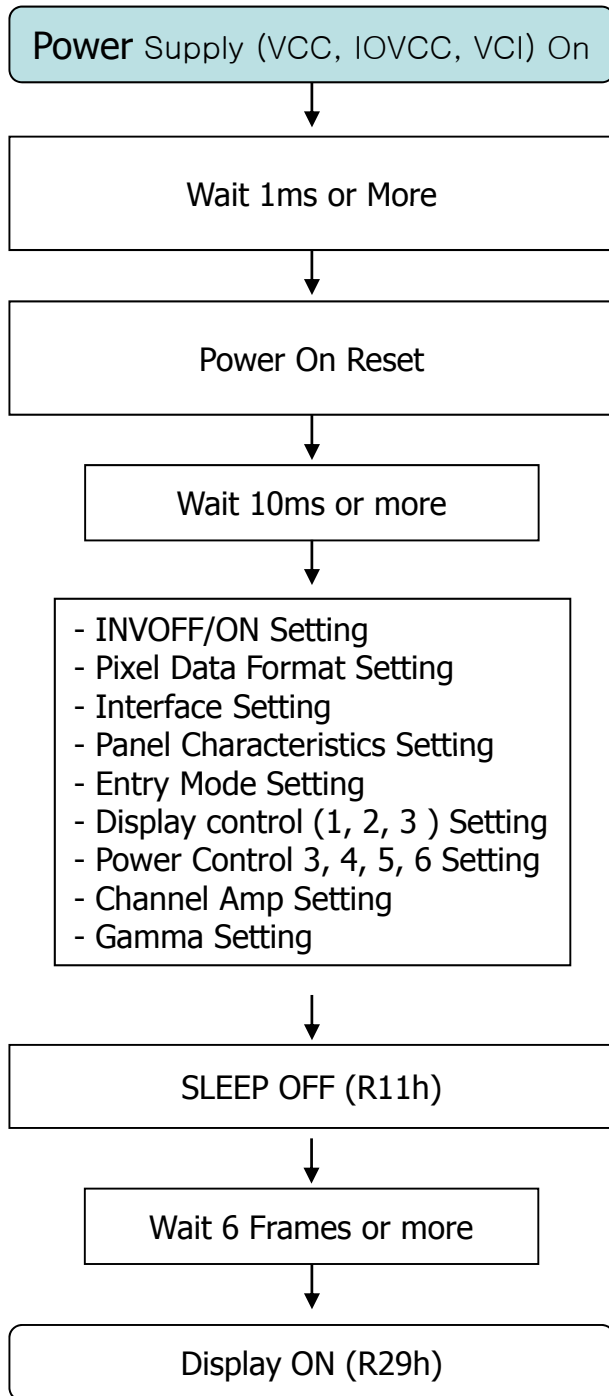 Power Supply (VCC, IOVCC, VCI) On
Wait 1ms or More
Power On Reset
Wait 10ms or more
- INVOFF/ON Setting
- Pixel Data Format Setting
- Interface Setting
- Panel Characteristics Setting
- Entry Mode Setting
- Display control (1, 2, 3 ) Setting
- Power Control 3, 4, 5, 6 Setting
- Channel Amp Setting
- Gamma Setting
SLEEP OFF (R11h)
Wait 6 Frames or more
Display ON (R29h)